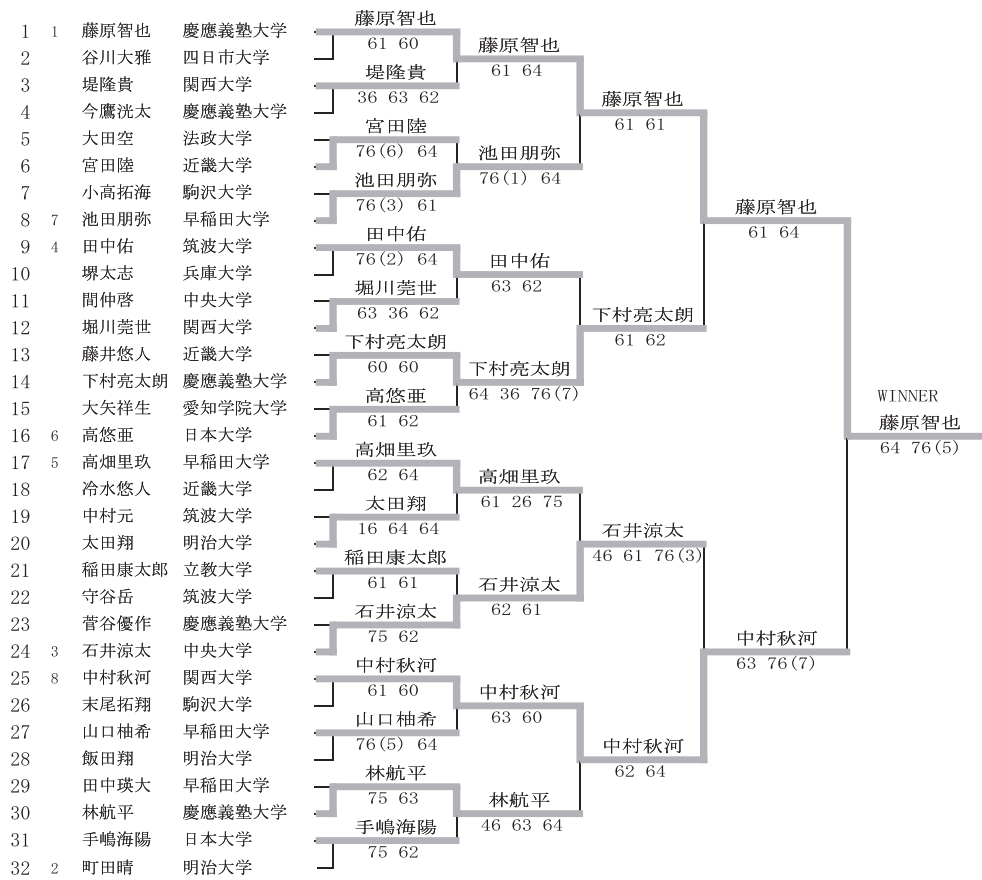 1 1 藤原智也 慶應義塾大学
2 谷川大雅 四日市大学
3 堤隆貴 関西大学
4 今鷹洸太 慶應義塾大学
5 大田空 法政大学
6 宮田陸 近畿大学
7 小高拓海 駒沢大学
8 7 池田朋弥 早稲田大学
9 4 田中佑 筑波大学
10 堺太志 兵庫大学
11 間仲啓 中央大学
12 堀川莞世 関西大学
13 藤井悠人 近畿大学
14 下村亮太朗 慶應義塾大学
15 大矢祥生 愛知学院大学
16 6 高悠亜 日本大学
17 5 高畑里玖 早稲田大学
18 冷水悠人 近畿大学
19 中村元 筑波大学
20 太田翔 明治大学
21 稲田康太郎 立教大学
22 守谷岳 筑波大学
23 菅谷優作 慶應義塾大学
24 3 石井涼太 中央大学
25 8 中村秋河 関西大学
26 末尾拓翔 駒沢大学
27 山口柚希 早稲田大学
28 飯田翔 明治大学
29 田中瑛大 早稲田大学
30 林航平 慶應義塾大学
31 手嶋海陽 日本大学
32 2 町田晴 明治大学
藤原智也
61 60
堤隆貴
36 63 62
宮田陸
76(6) 64
池田朋弥
76(3) 61
田中佑
76(2) 64
堀川莞世
63 36 62
下村亮太朗
60 60
高悠亜
61 62
高畑里玖
62 64
太田翔
16 64 64
稲田康太郎
61 61
石井涼太
75 62
中村秋河
61 60
山口柚希
76(5) 64
林航平
75 63
手嶋海陽
75 62
藤原智也
61 64
池田朋弥
76(1) 64
田中佑
63 62
下村亮太朗
64 36 76(7)
高畑里玖
61 26 75
石井涼太
62 61
中村秋河
63 60
林航平
46 63 64
藤原智也
61 61
下村亮太朗
61 62
石井涼太
46 61 76(3)
中村秋河
62 64
藤原智也
61 64
中村秋河
63 76(7)
WINNER
藤原智也
64 76(5)